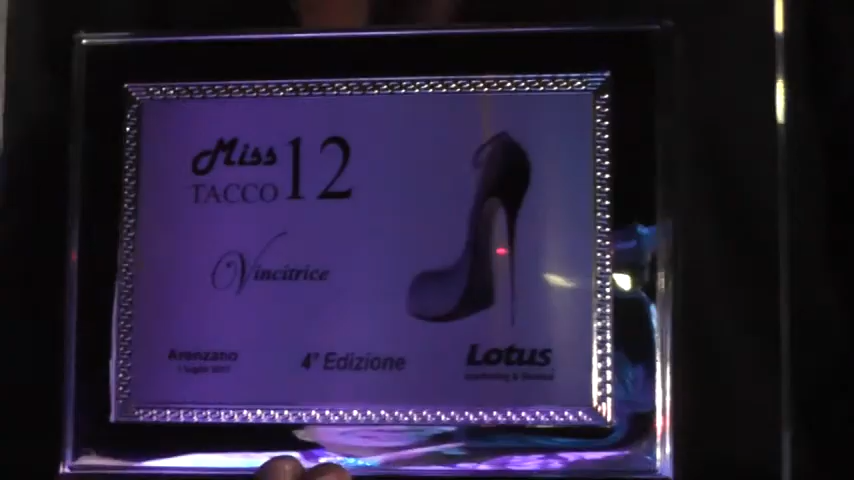 Miss 12
TACCO
Vincitrice
Arenzano
4° Edizione
Lotus